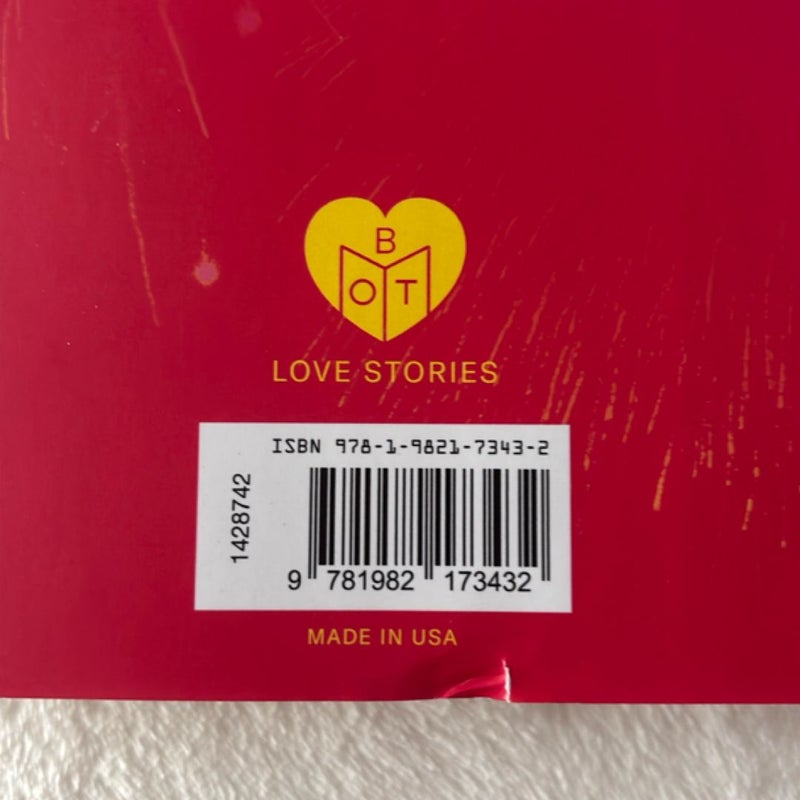 B
O T
LOVE STORIES
ISBN 978-1-9821-7343-2
1428742
9 781982 173432
MADE IN USA